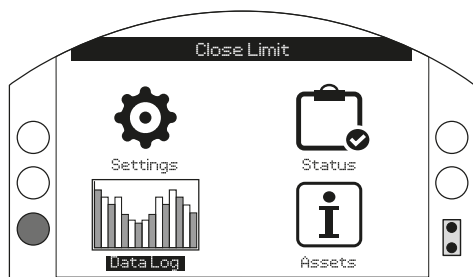 Close Limit
Settings
Status
Data Log
Assets